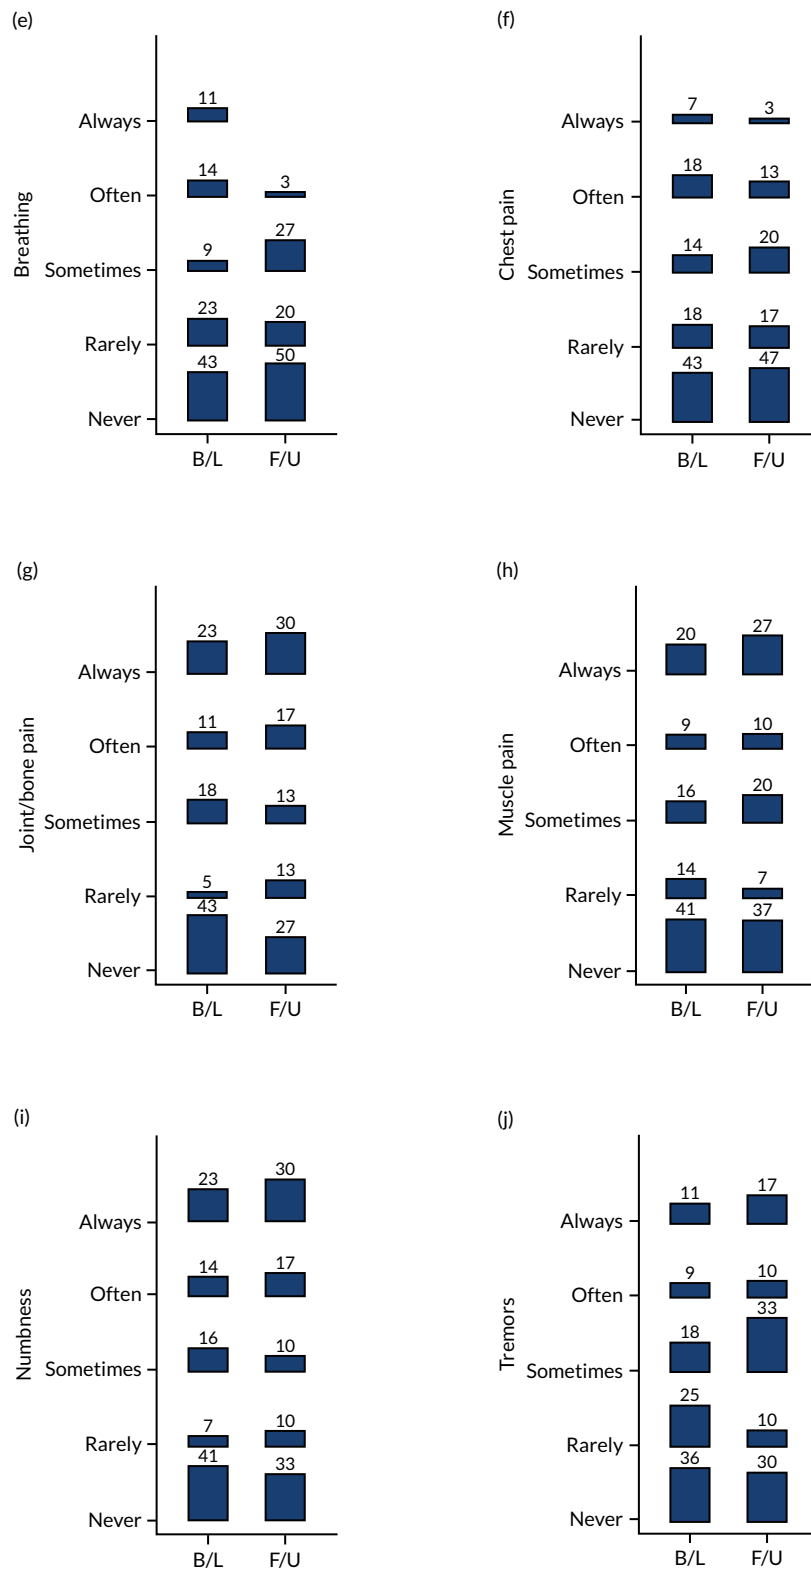 (e)
Breathing
Always
11
Often
14
3
Sometimes
9
27
Rarely
23
20
Never
43
50
B/L
F/U
(f)
Chest pain
Always
7
3
Often
18
13
Sometimes
14
20
Rarely
18
17
Never
43
47
B/L
F/U
(g)
Joint/bone pain
Always
23
30
Often
11
17
Sometimes
18
13
Rarely
5
13
Never
43
27
B/L
F/U
(h)
Muscle pain
Always
20
27
Often
9
10
Sometimes
16
20
Rarely
14
7
Never
41
37
B/L
F/U
(i)
Numbness
Always
23
30
Often
14
17
Sometimes
16
10
Rarely
7
10
Never
41
33
B/L
F/U
(j)
Tremors
Always
11
17
Often
9
10
Sometimes
18
33
Rarely
25
10
Never
36
30
B/L
F/U